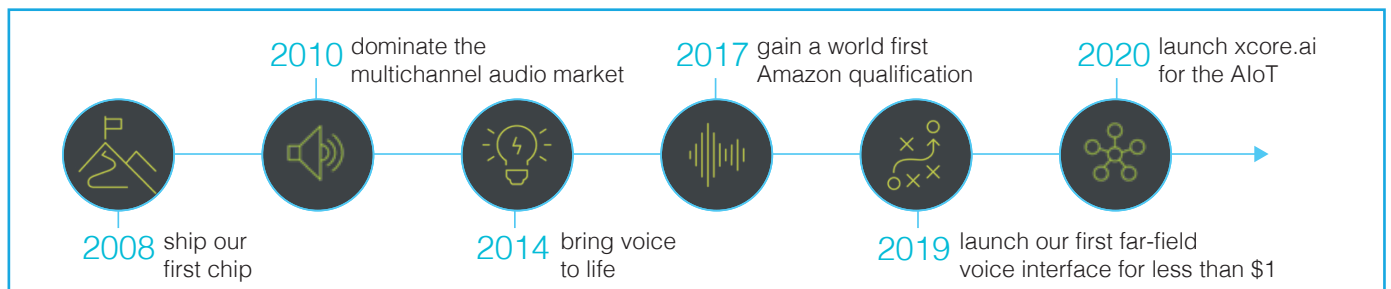 2008 ship our
first chip
2010 dominate the
multichannel audio market
2014 bring voice
to life
2017 gain a world first
Amazon qualification
2019 launch our first far-field
voice interface for less than $1
2020 launch xcore.ai
for the AIoT